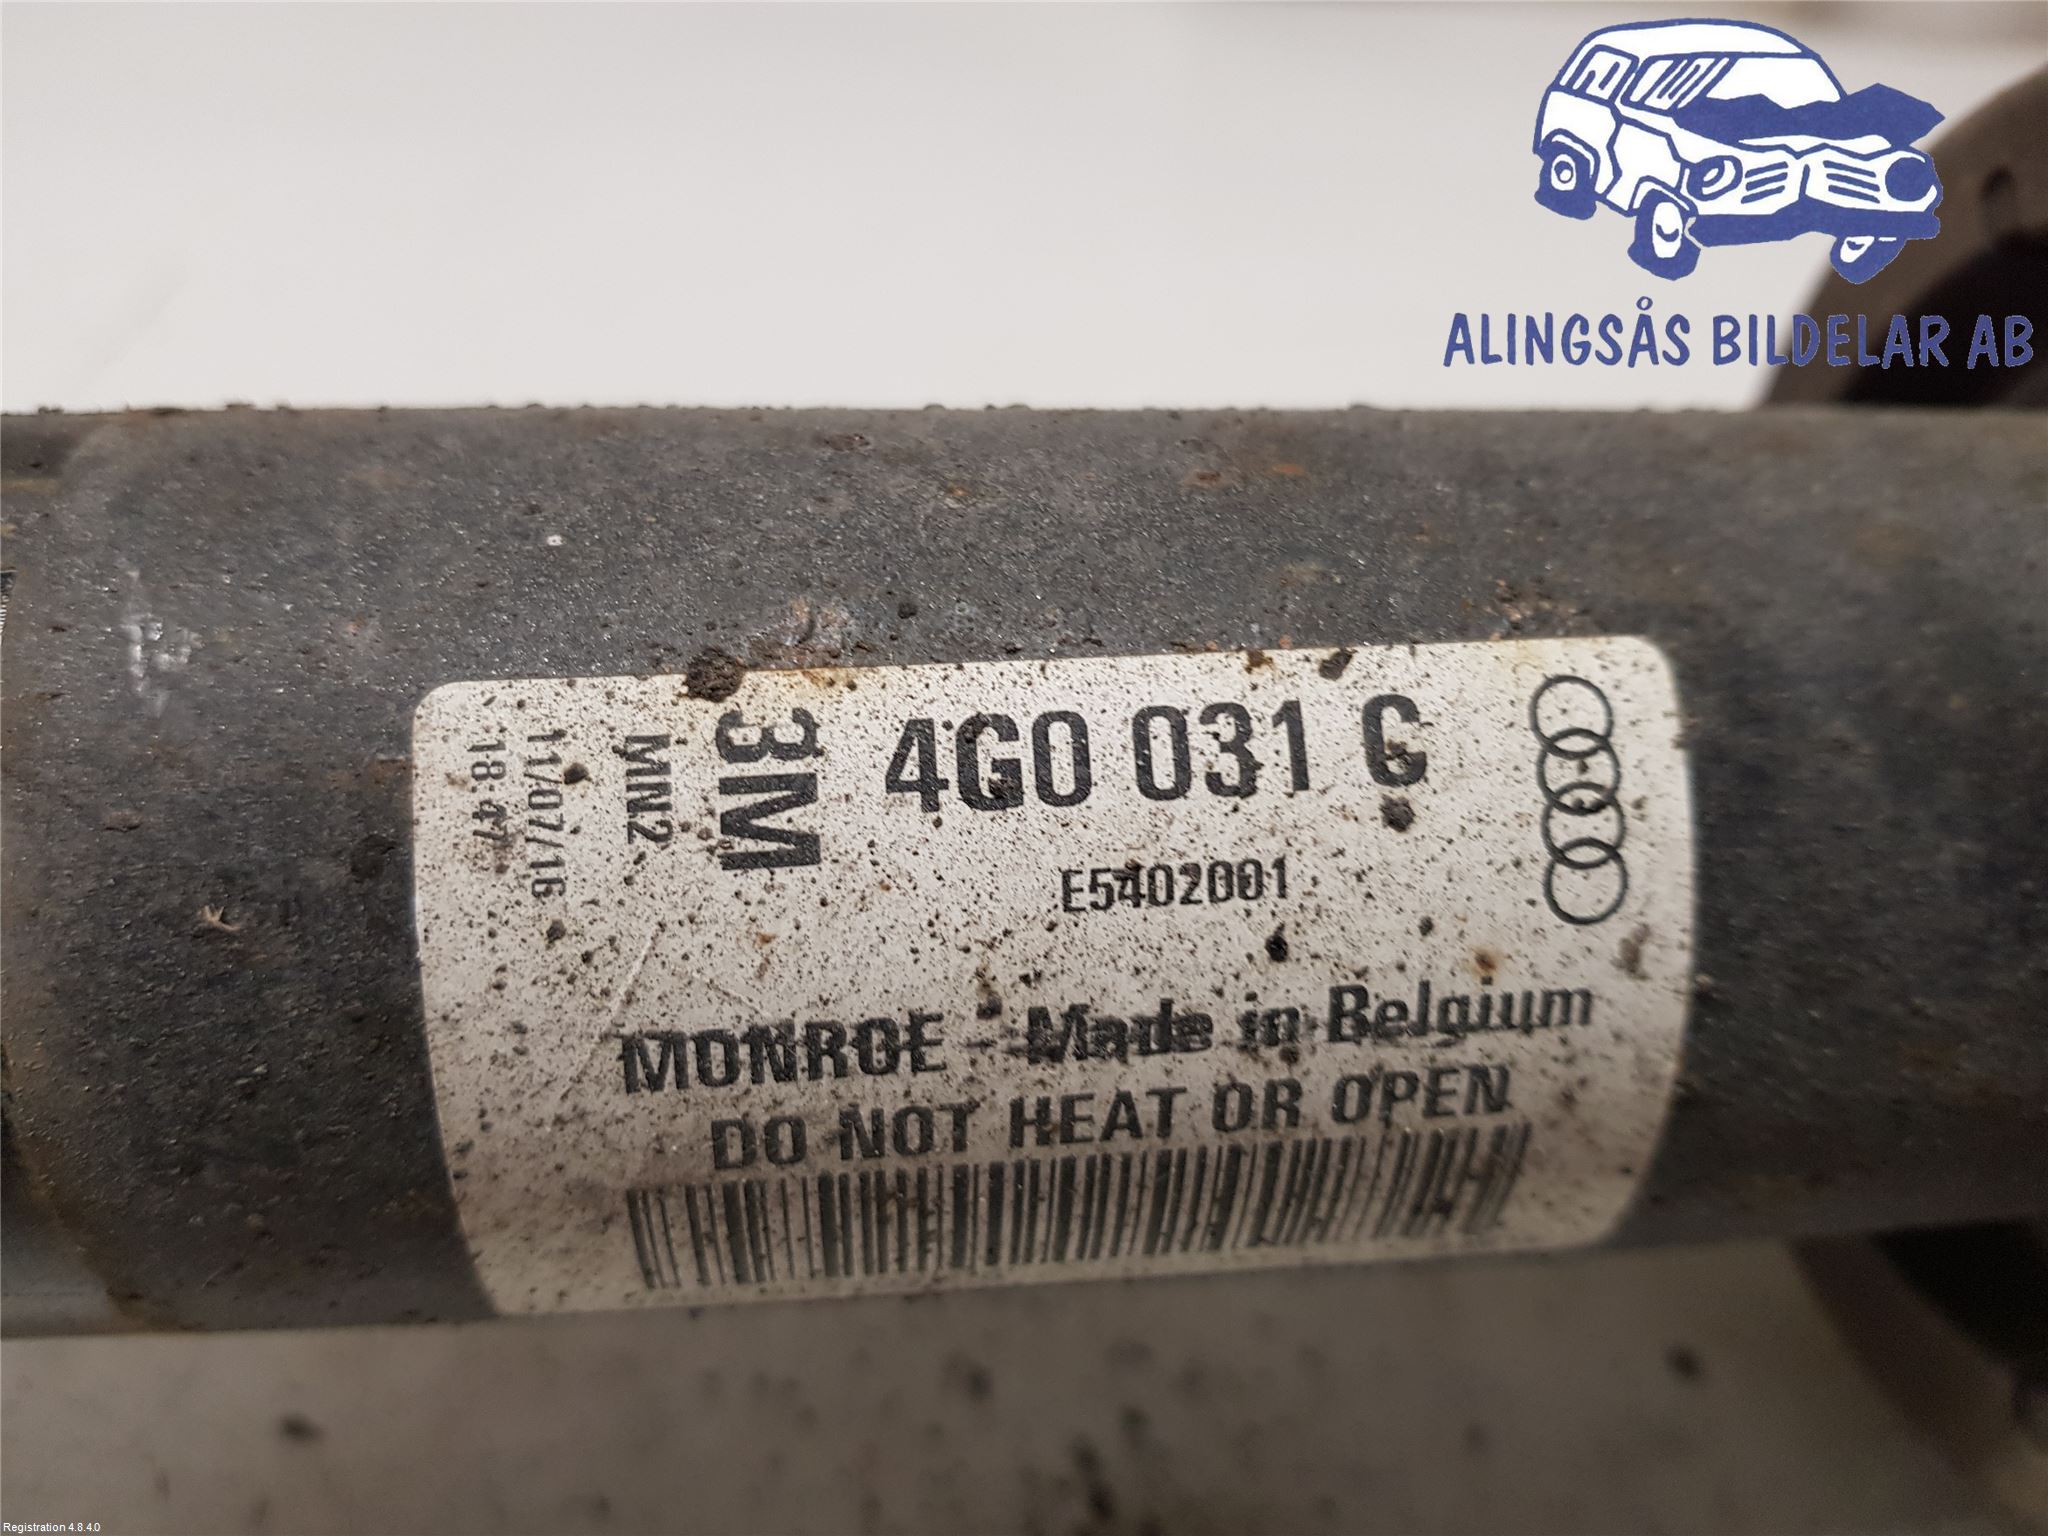 ALINGSÅS BILDELAR AB
4G0 031 C
3M
MN2
11/07/16
18:47
E5402001
MONROE - Made in Belgium
DO NOT HEAT OR OPEN
Registration 4.8.4.0